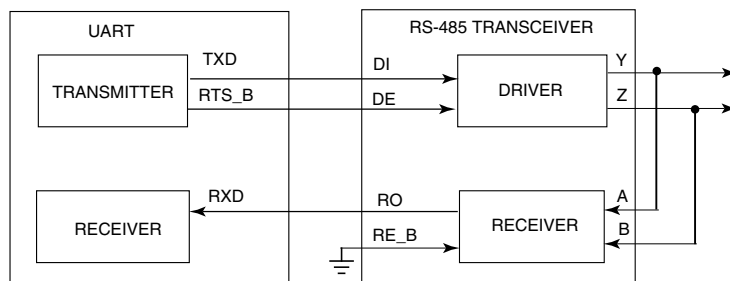 UART
RS-485 TRANSCEIVER
TXD
DI
Y
TRANSMITTER
DRIVER
RTS_B
DE
Z
RXD
RO
A
RECEIVER
RECEIVER
RE_B
B